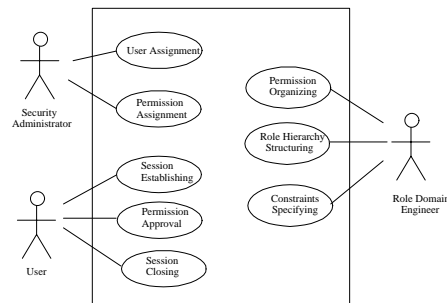 User Assignment
Permission
Assignment
Security
Administrator
Permission
Organizing
Role Hierarchy
Structuring
Constraints
Specifying
Role Domain
Engineer
Session
Establishing
Permission
Approval
Session
Closing
User